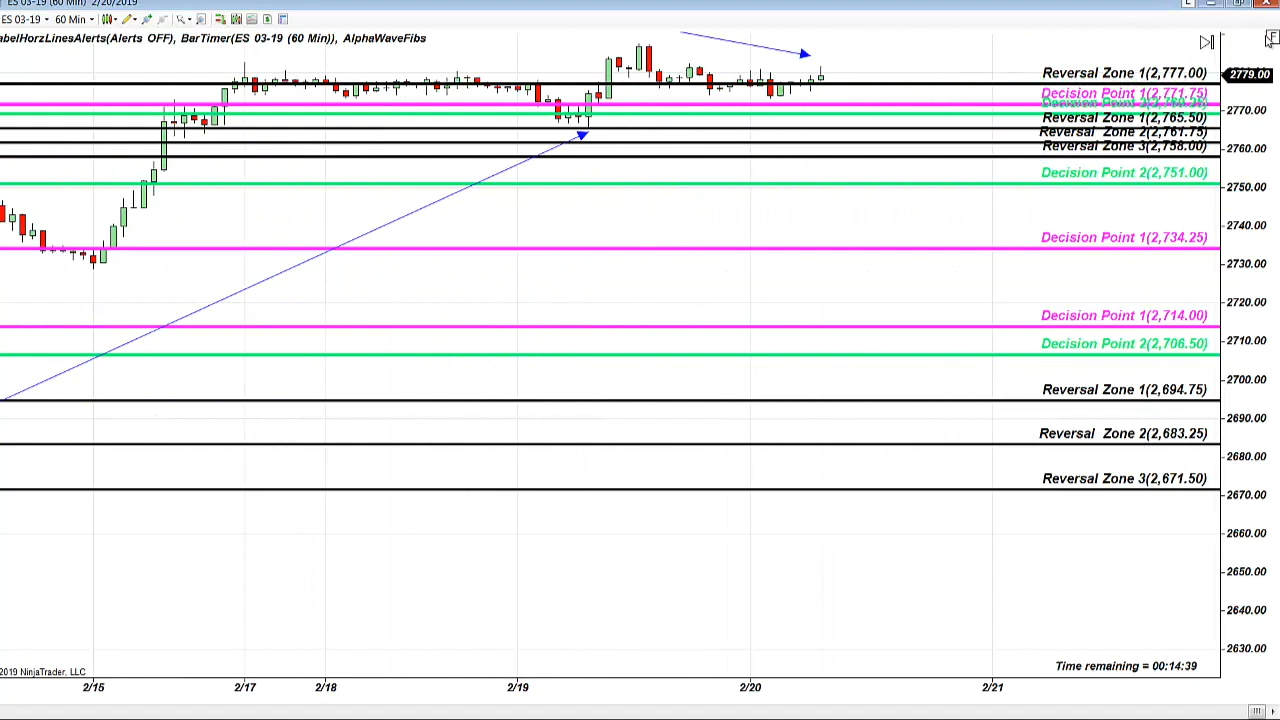 ES 03-19 (60 Min) 2/20/2019
ES 03-19 60 Min
abelHorzLinesAlerts(Alerts OFF), BarTimer(ES 03-19 (60 Min)), AlphaWaveFibs
F
Reversal Zone 1(2,777.00)
2779.00
Decision Point 1(2,771.75)
2770.00
Reversal Zone 1(2,765.50)
Reversal Zone 2(2,761.75)
Reversal Zone 3(2,758.00)
2760.00
Decision Point 2(2,751.00)
2750.00
Decision Point 1(2,734.25)
2740.00
2730.00
2720.00
Decision Point 1(2,714.00)
Decision Point 2(2,706.50)
2710.00
Reversal Zone 1(2,694.75)
2700.00
2690.00
Reversal Zone 2(2,683.25)
2680.00
Reversal Zone 3(2,671.50)
2670.00
2660.00
2650.00
2640.00
2630.00
Time remaining = 00:14:39
2019 NinjaTrader, LLC
2/15 2/17 2/18 2/19 2/20 2/21